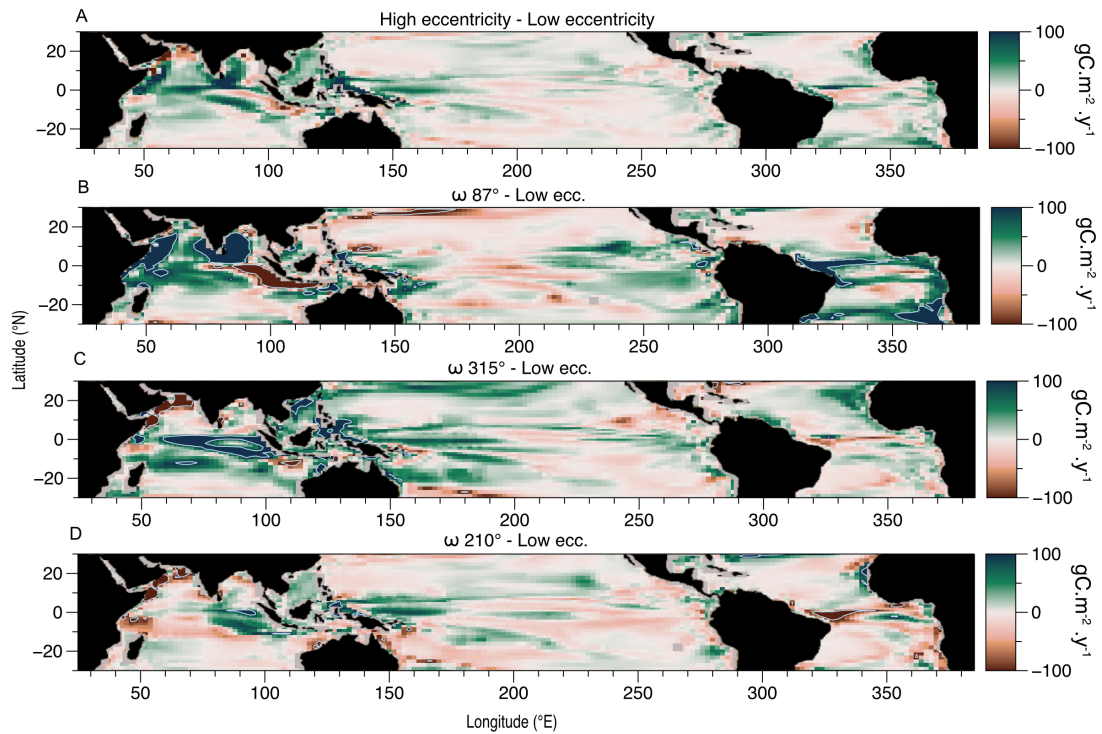 A
High eccentricity - Low eccentricity
20
0
−20
50 100 150 200 250 300 350
100
0
−100
gC.m⁻² .y⁻¹
B
ω 87° - Low ecc.
20
0
−20
50 100 150 200 250 300 350
100
0
−100
gC.m⁻² .y⁻¹
Latitude (°N)
C
ω 315° - Low ecc.
20
0
−20
50 100 150 200 250 300 350
100
0
−100
gC.m⁻² .y⁻¹
D
ω 210° - Low ecc.
20
0
−20
50 100 150 200 250 300 350
100
0
−100
gC.m⁻² .y⁻¹
Longitude (°E)